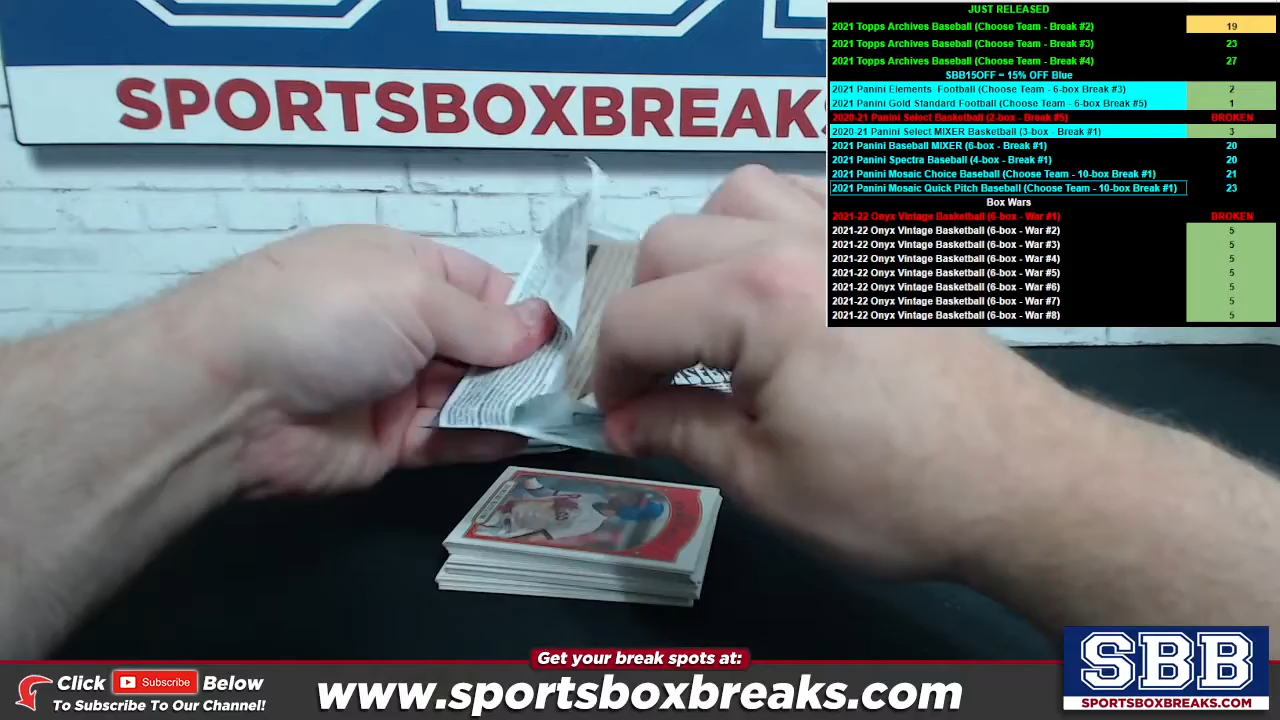 SPORTSBOXBREAKS
JUST RELEASED
2021 Topps Archives Baseball (Choose Team - Break #2) 19
2021 Topps Archives Baseball (Choose Team - Break #3) 23
2021 Topps Archives Baseball (Choose Team - Break #4) 27
SBB15OFF = 15% OFF Blue
2021 Panini Elements Football (Choose Team - 6-box Break #3) 2
2021 Panini Gold Standard Football (Choose Team - 6-box Break #5) 1
2020-21 Panini Select Basketball (2-box - Break #5) BROKEN
2020-21 Panini Select MIXER Basketball (3-box - Break #1) 3
2021 Panini Baseball MIXER (6-box - Break #1) 20
2021 Panini Spectra Baseball (4-box - Break #1) 20
2021 Panini Mosaic Choice Baseball (Choose Team - 10-box Break #1) 21
2021 Panini Mosaic Quick Pitch Baseball (Choose Team - 10-box Break #1) 23
Box Wars
2021-22 Onyx Vintage Basketball (6-box - War #1) BROKEN
2021-22 Onyx Vintage Basketball (6-box - War #2) 5
2021-22 Onyx Vintage Basketball (6-box - War #3) 5
2021-22 Onyx Vintage Basketball (6-box - War #4) 5
2021-22 Onyx Vintage Basketball (6-box - War #5) 5
2021-22 Onyx Vintage Basketball (6-box - War #6) 5
2021-22 Onyx Vintage Basketball (6-box - War #7) 5
2021-22 Onyx Vintage Basketball (6-box - War #8) 5
Get your break spots at:
Click Subscribe Below
To Subscribe To Our Channel!
www.sportsboxbreaks.com
SBB
SPORTSBOXBREAKS.COM